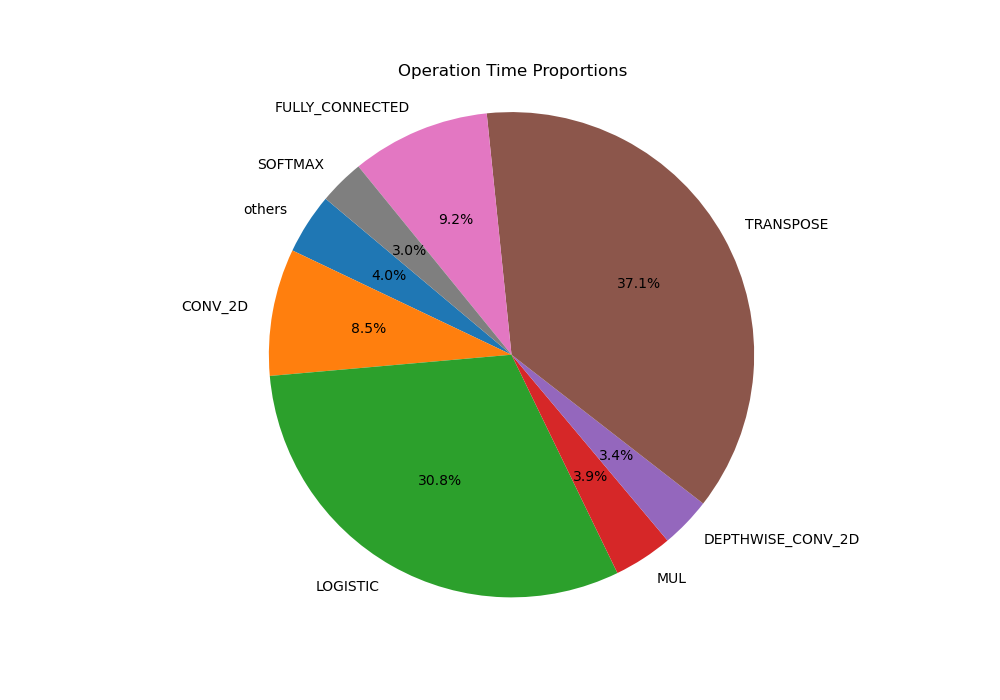 Operation Time Proportions
FULLY_CONNECTED
SOFTMAX
others
CONV_2D
LOGISTIC
MUL
DEPTHWISE_CONV_2D
TRANSPOSE
9.2%
3.0%
4.0%
8.5%
30.8%
3.9%
3.4%
37.1%